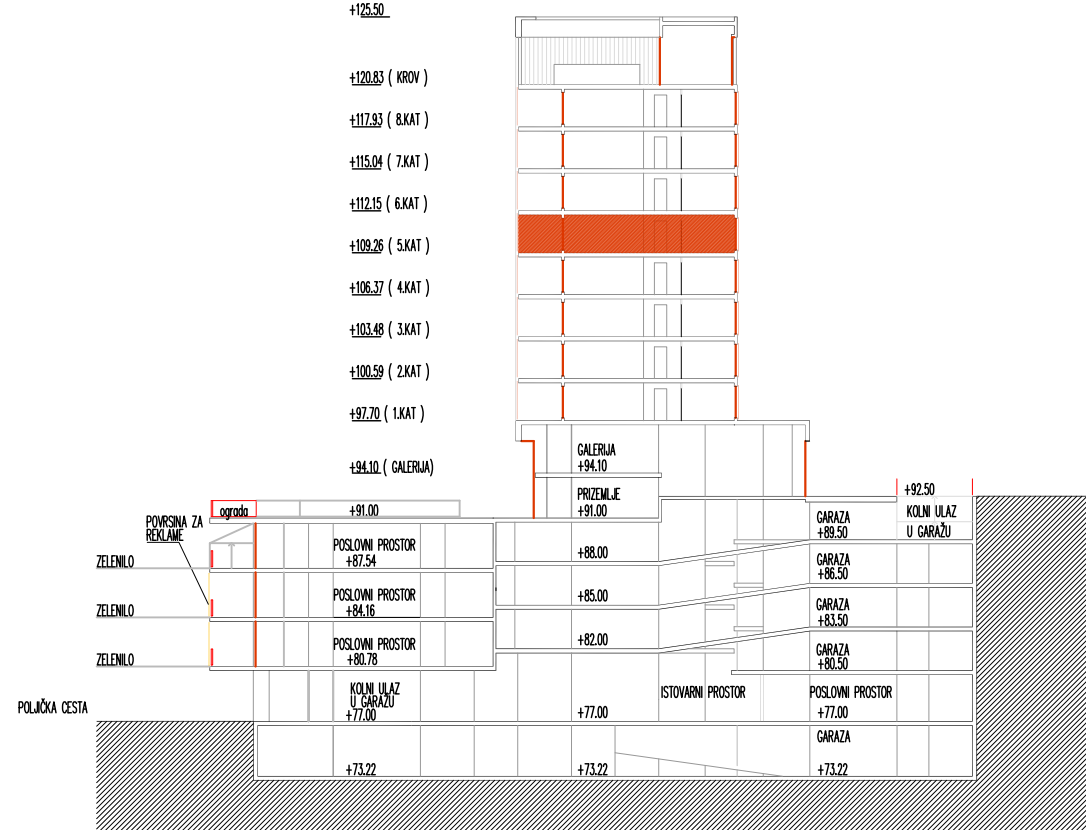 +125.50
+120.83 ( KROV )
+117.93 ( 8.KAT )
+115.04 ( 7.KAT )
+112.15 ( 6.KAT )
+109.26 ( 5.KAT )
+106.37 ( 4.KAT )
+103.48 ( 3.KAT )
+100.59 ( 2.KAT )
+97.70 ( 1.KAT )
+94.10 ( GALERIJA)
GALERIJA
+94.10
PRIZEMLJE
+91.00
+92.50
KOLNI ULAZ
U GARAŽU
ograda
+91.00
POVRSINA ZA
REKLAME
ZELENILO
ZELENILO
ZELENILO
POSLOVNI PROSTOR
+87.54
POSLOVNI PROSTOR
+84.16
POSLOVNI PROSTOR
+80.78
+88.00
+85.00
+82.00
GARAZA
+89.50
GARAZA
+86.50
GARAZA
+83.50
GARAZA
+80.50
POLJIČKA CESTA
KOLNI ULAZ
U GARAZU
+77.00
+77.00
ISTOVARNI PROSTOR
POSLOVNI PROSTOR
+77.00
GARAZA
+73.22
+73.22
+73.22